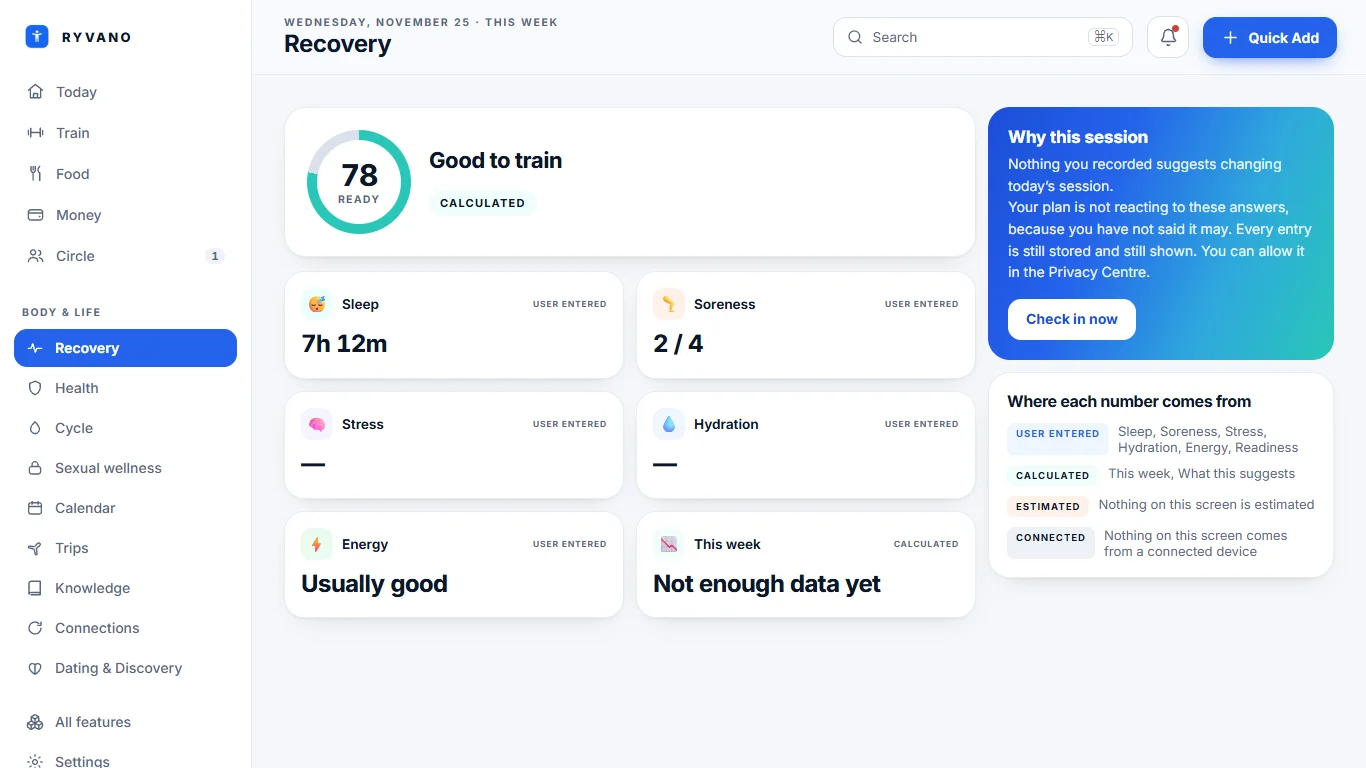 RYVANO
Today
Train
Food
Money
Circle
1
BODY & LIFE
Recovery
Health
Cycle
Sexual wellness
Calendar
Trips
Knowledge
Connections
Dating & Discovery
All features
Settings
WEDNESDAY, NOVEMBER 25 · THIS WEEK
Recovery
Search
⌘K
Quick Add
78
READY
Good to train
CALCULATED
Sleep
USER ENTERED
7h 12m
Soreness
USER ENTERED
2 / 4
Stress
USER ENTERED
—
Hydration
USER ENTERED
—
Energy
USER ENTERED
Usually good
This week
CALCULATED
Not enough data yet
Why this session
Nothing you recorded suggests changing
today’s session.
Your plan is not reacting to these answers,
because you have not said it may. Every entry
is still stored and still shown. You can allow it
in the Privacy Centre.
Check in now
Where each number comes from
USER ENTERED
Sleep, Soreness, Stress,
Hydration, Energy, Readiness
CALCULATED
This week, What this suggests
ESTIMATED
Nothing on this screen is estimated
CONNECTED
Nothing on this screen comes
from a connected device